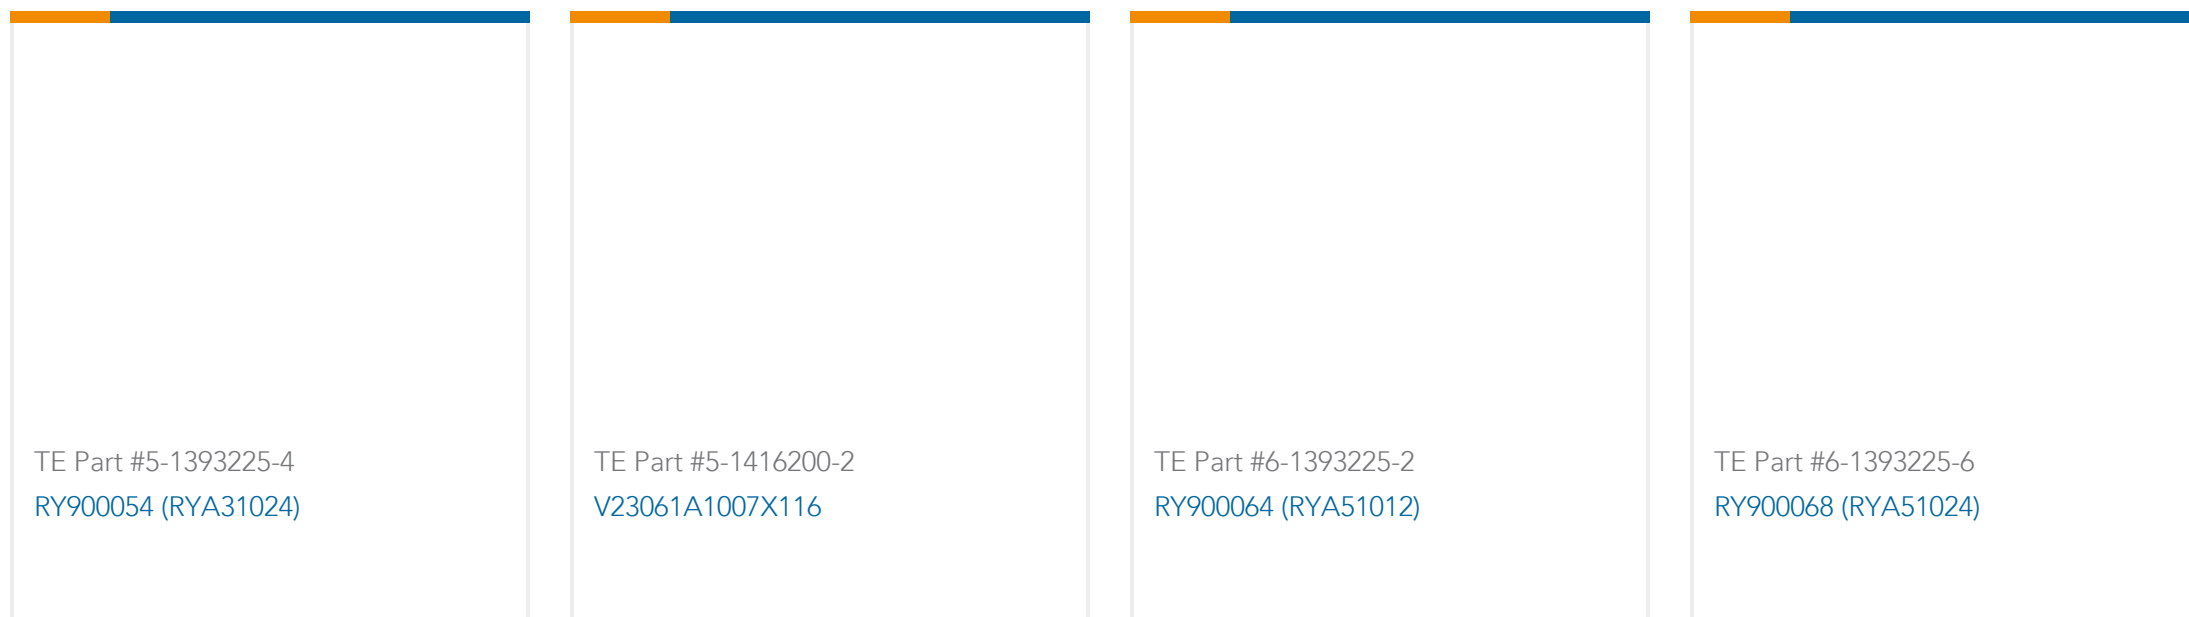 TE Part #5-1393225-4
RY900054 (RYA31024)
TE Part #5-1416200-2
V23061A1007X116
TE Part #6-1393225-2
RY900064 (RYA51012)
TE Part #6-1393225-6
RY900068 (RYA51024)